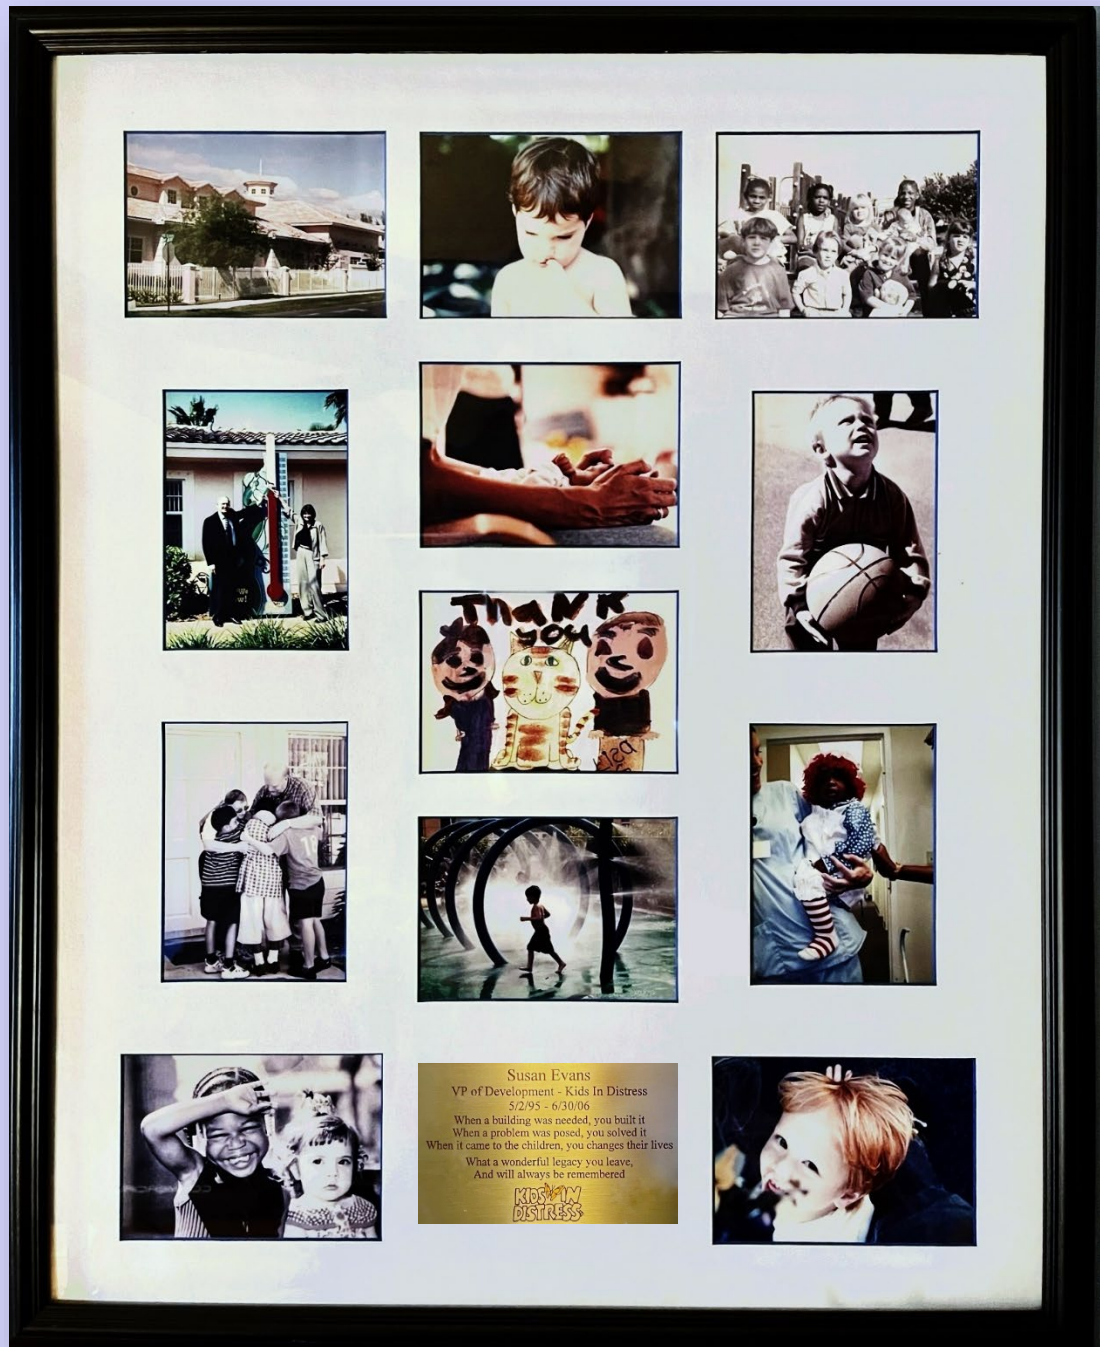 ThaNK
you
Susan Evans
VP of Development - Kids In Distress
5/2/95 - 6/30/06
When a building was needed, you built it
When a problem was posed, you solved it
When it came to the children, you changes their lives
What a wonderful legacy you leave,
And will always be remembered
KIDS IN
DISTRESS